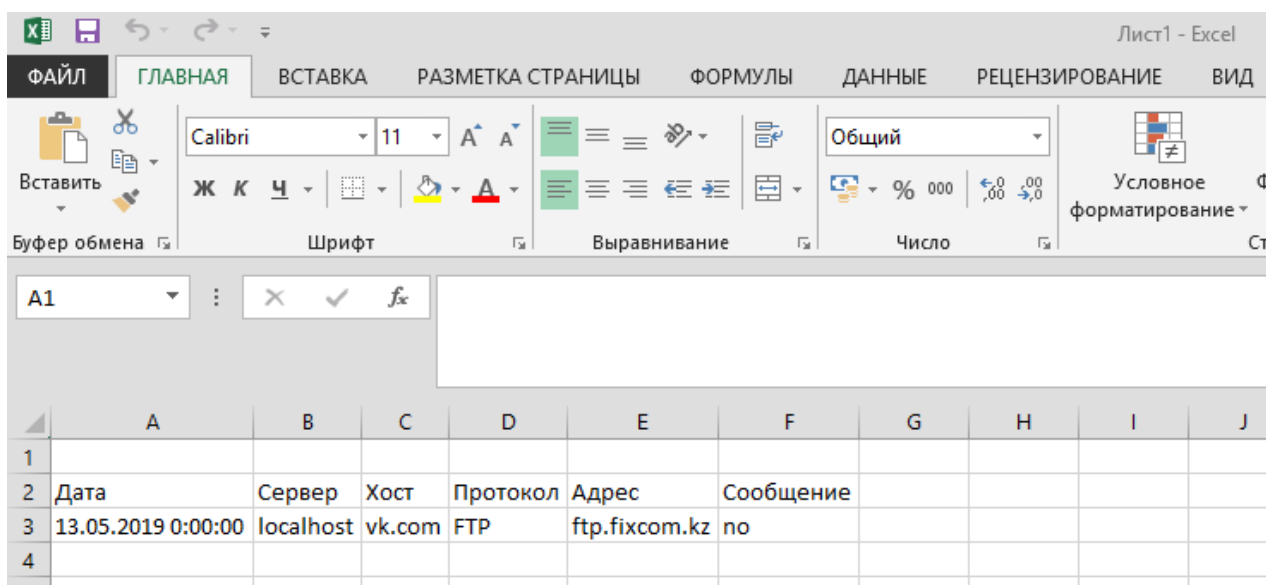 Лист1 - Excel
ФАЙЛ ГЛАВНАЯ ВСТАВКА РАЗМЕТКА СТРАНИЦЫ ФОРМУЛЫ ДАННЫЕ РЕЦЕНЗИРОВАНИЕ ВИД
Calibri 11 A A Общий
Вставить Ж К Ч % 000 Условное форматирование
Буфер обмена Шрифт Выравнивание Число
A1 fx
A B C D E F G H I J
1
2 Дата Сервер Хост Протокол Адрес Сообщение
3 13.05.2019 0:00:00 localhost vk.com FTP ftp.fixcom.kz no
4